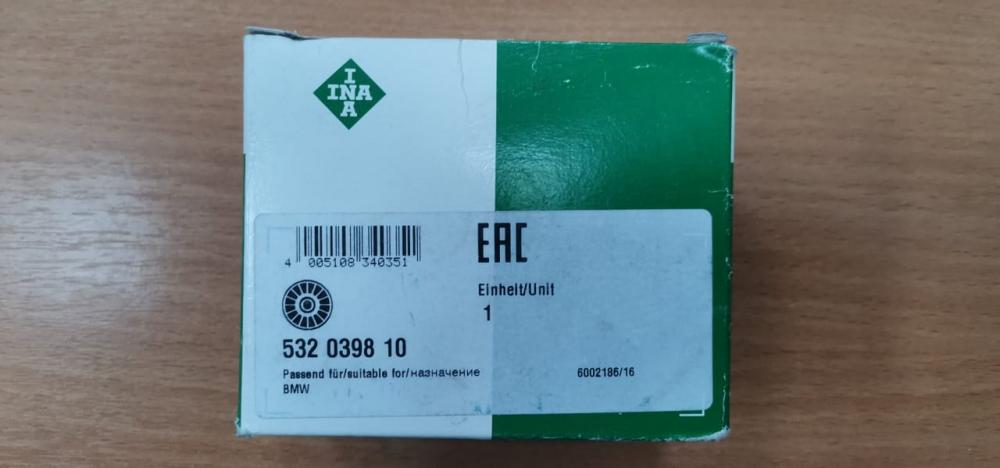 INA
INA
4 005108 340351
EAC
Einheit/Unit
1
532 0398 10
Passend für/suitable for/назначение
BMW
6002186/16